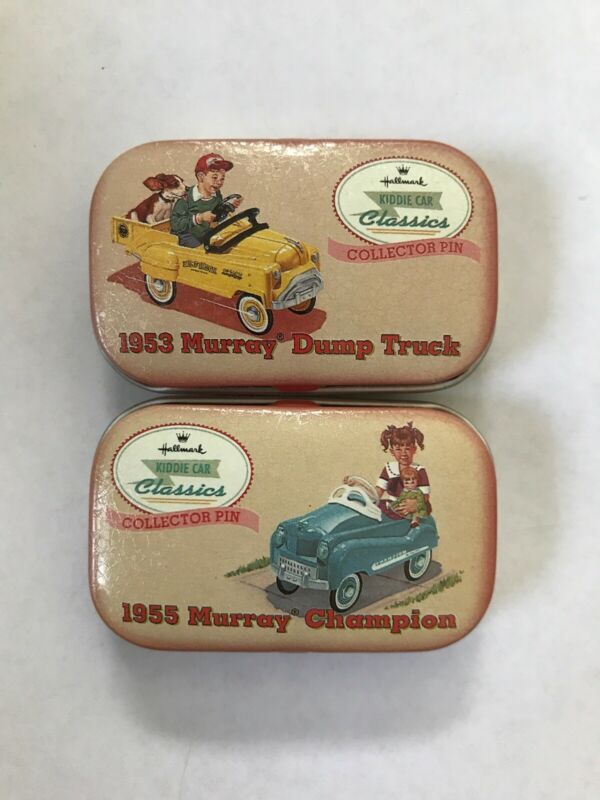 Hallmark
KIDDIE CAR
Classics
COLLECTOR PIN
1953 Murray® Dump Truck
Hallmark
KIDDIE CAR
Classics
COLLECTOR PIN
CHAMPION
1955 Murray® Champion